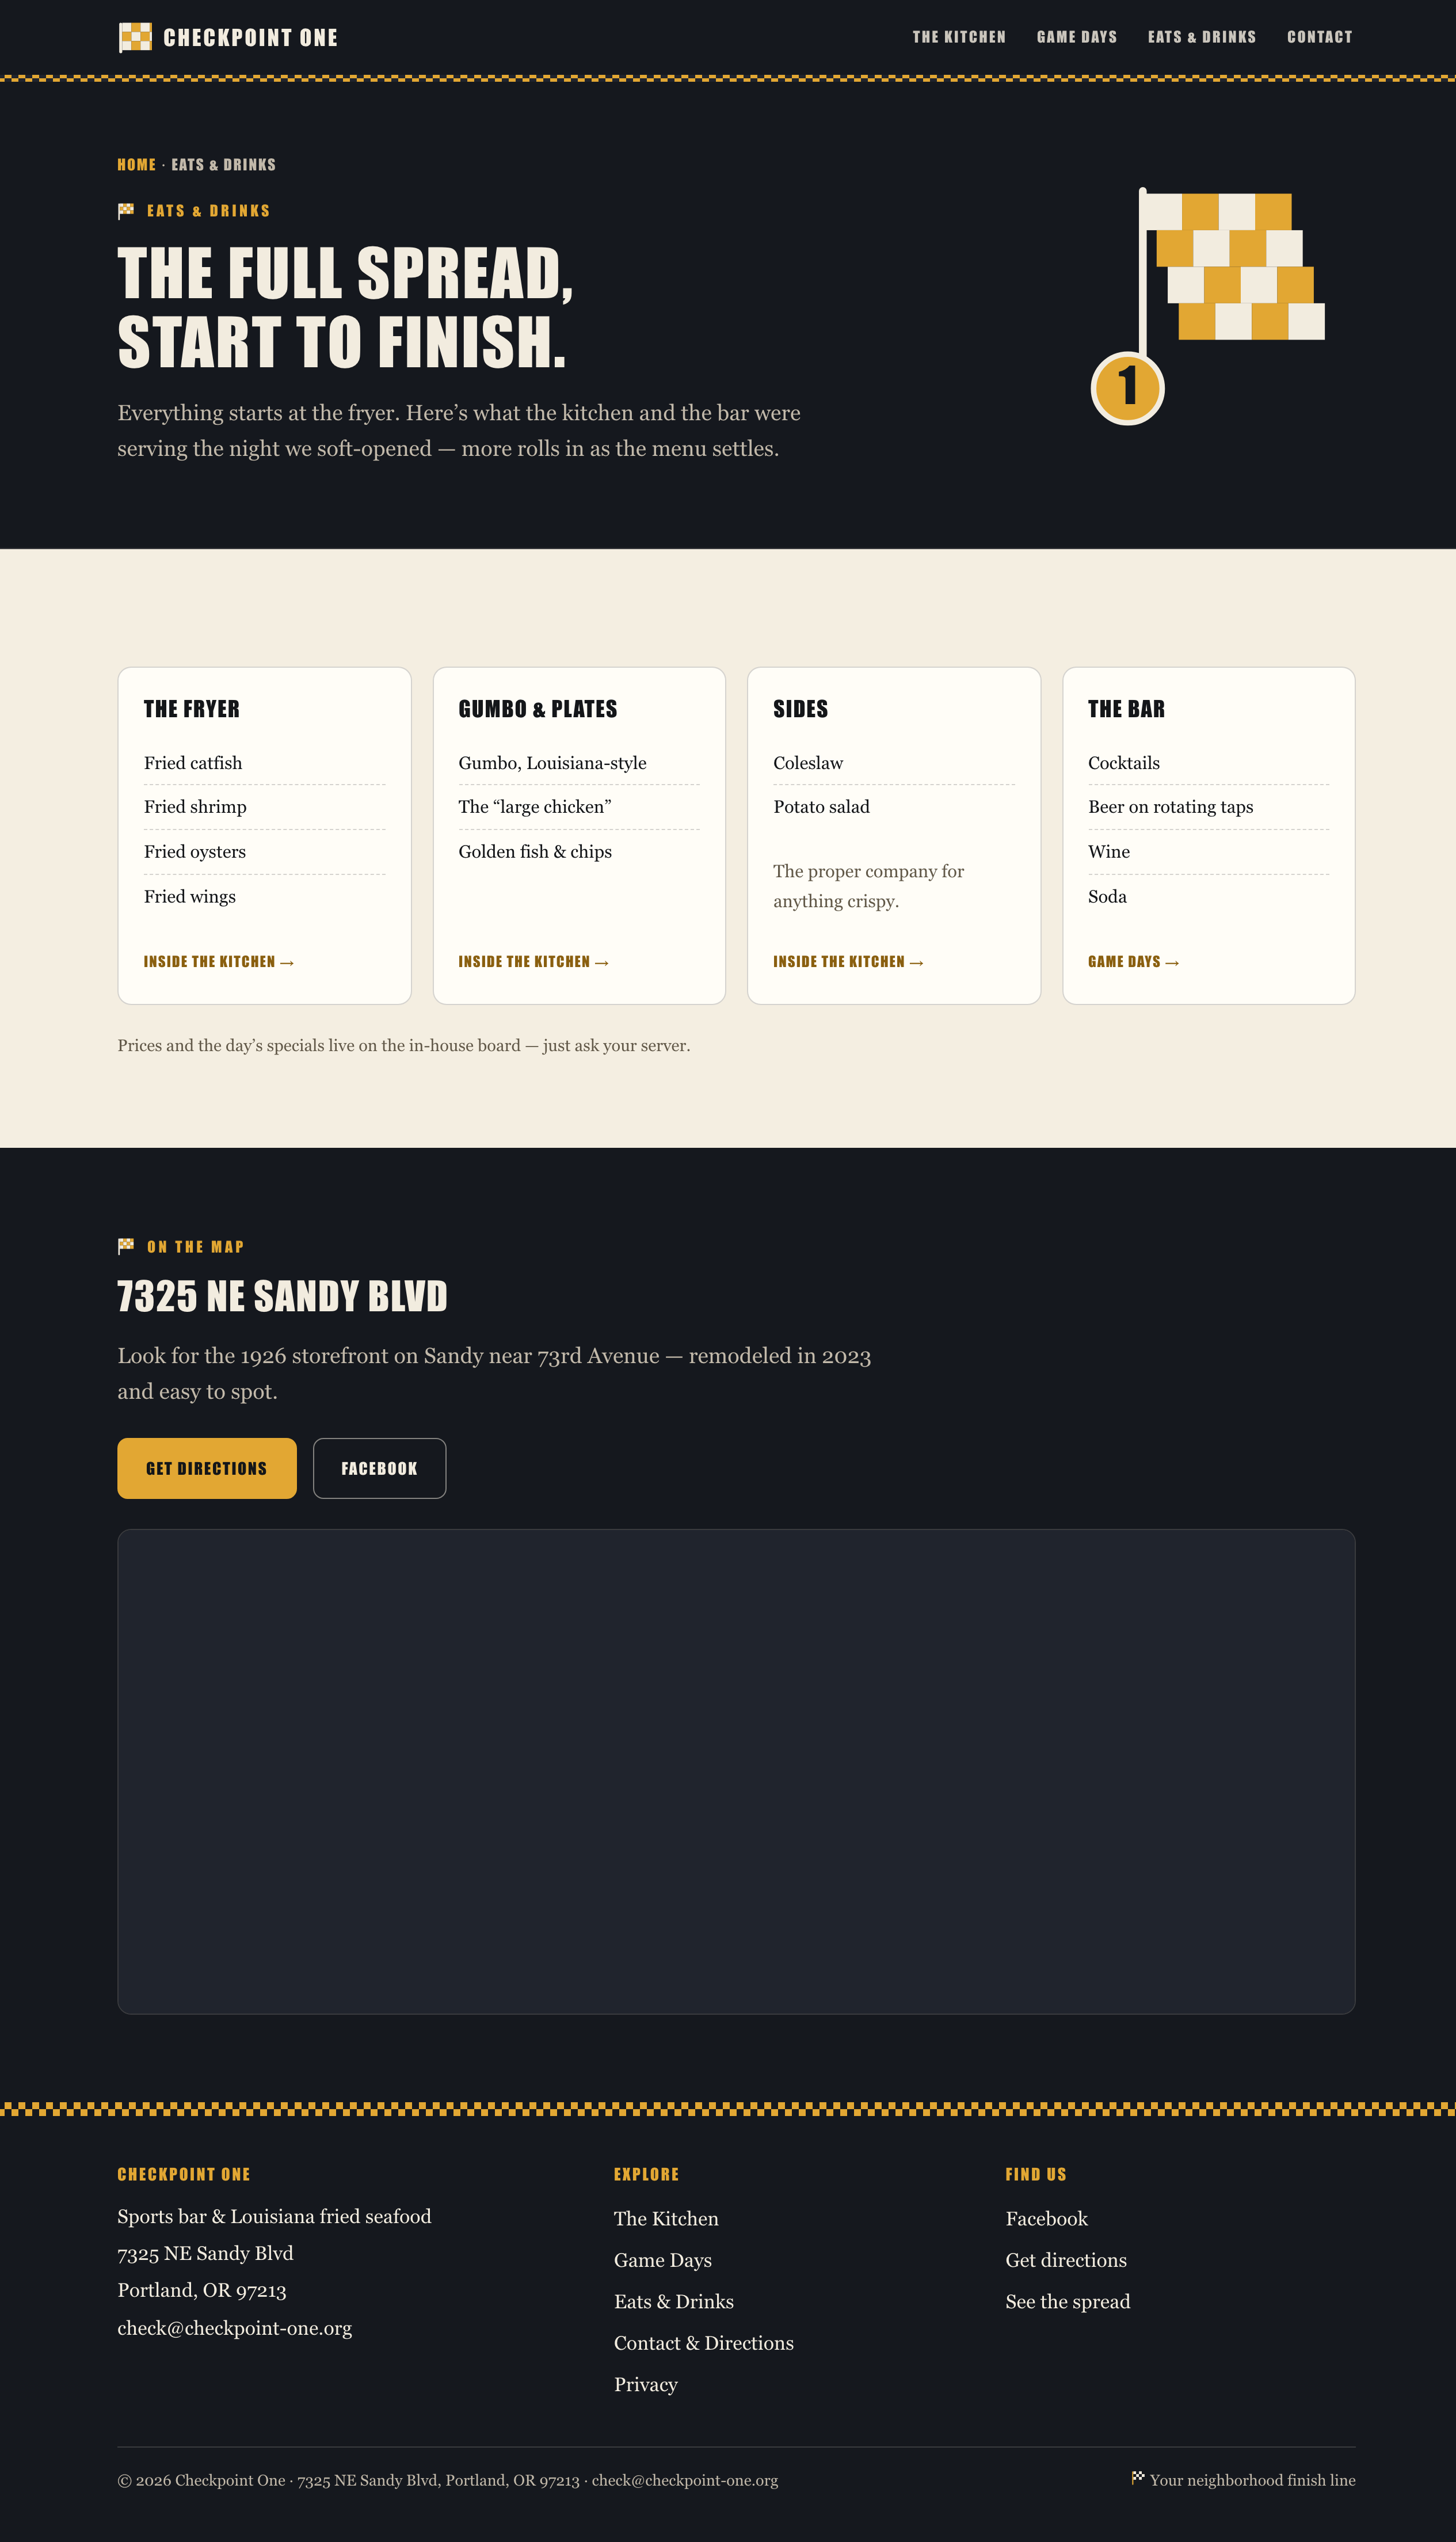 CHECKPOINT ONE
THE KITCHEN GAME DAYS EATS & DRINKS CONTACT
HOME · EATS & DRINKS
EATS & DRINKS
THE FULL SPREAD,
START TO FINISH.
Everything starts at the fryer. Here’s what the kitchen and the bar were
serving the night we soft-opened — more rolls in as the menu settles.
1
THE FRYER
Fried catfish
Fried shrimp
Fried oysters
Fried wings
INSIDE THE KITCHEN →
GUMBO & PLATES
Gumbo, Louisiana-style
The “large chicken”
Golden fish & chips
INSIDE THE KITCHEN →
SIDES
Coleslaw
Potato salad
The proper company for
anything crispy.
INSIDE THE KITCHEN →
THE BAR
Cocktails
Beer on rotating taps
Wine
Soda
GAME DAYS →
Prices and the day’s specials live on the in-house board — just ask your server.
ON THE MAP
7325 NE SANDY BLVD
Look for the 1926 storefront on Sandy near 73rd Avenue — remodeled in 2023
and easy to spot.
GET DIRECTIONS
FACEBOOK
CHECKPOINT ONE
Sports bar & Louisiana fried seafood
7325 NE Sandy Blvd
Portland, OR 97213
check@checkpoint-one.org
EXPLORE
The Kitchen
Game Days
Eats & Drinks
Contact & Directions
Privacy
FIND US
Facebook
Get directions
See the spread
© 2026 Checkpoint One · 7325 NE Sandy Blvd, Portland, OR 97213 · check@checkpoint-one.org
Your neighborhood finish line